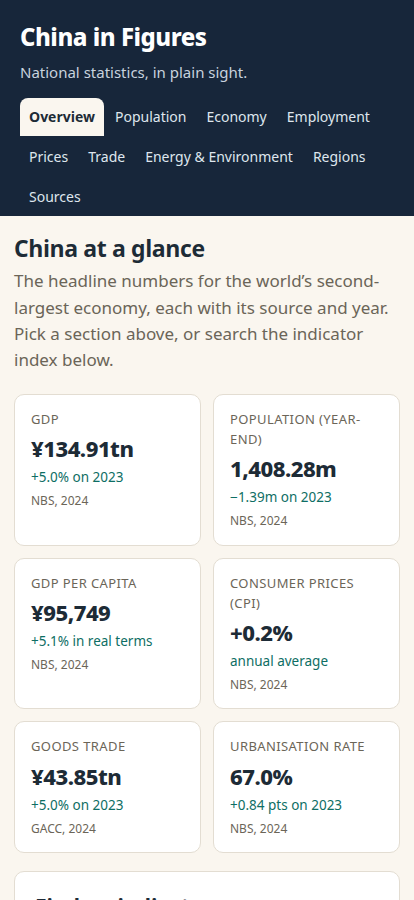 China in Figures
National statistics, in plain sight.
Overview Population Economy Employment
Prices Trade Energy & Environment Regions
Sources
China at a glance
The headline numbers for the world’s second-
largest economy, each with its source and year.
Pick a section above, or search the indicator
index below.
GDP
¥134.91tn
+5.0% on 2023
NBS, 2024
POPULATION (YEAR-
END)
1,408.28m
−1.39m on 2023
NBS, 2024
GDP PER CAPITA
¥95,749
+5.1% in real terms
NBS, 2024
CONSUMER PRICES
(CPI)
+0.2%
annual average
NBS, 2024
GOODS TRADE
¥43.85tn
+5.0% on 2023
GACC, 2024
URBANISATION RATE
67.0%
+0.84 pts on 2023
NBS, 2024